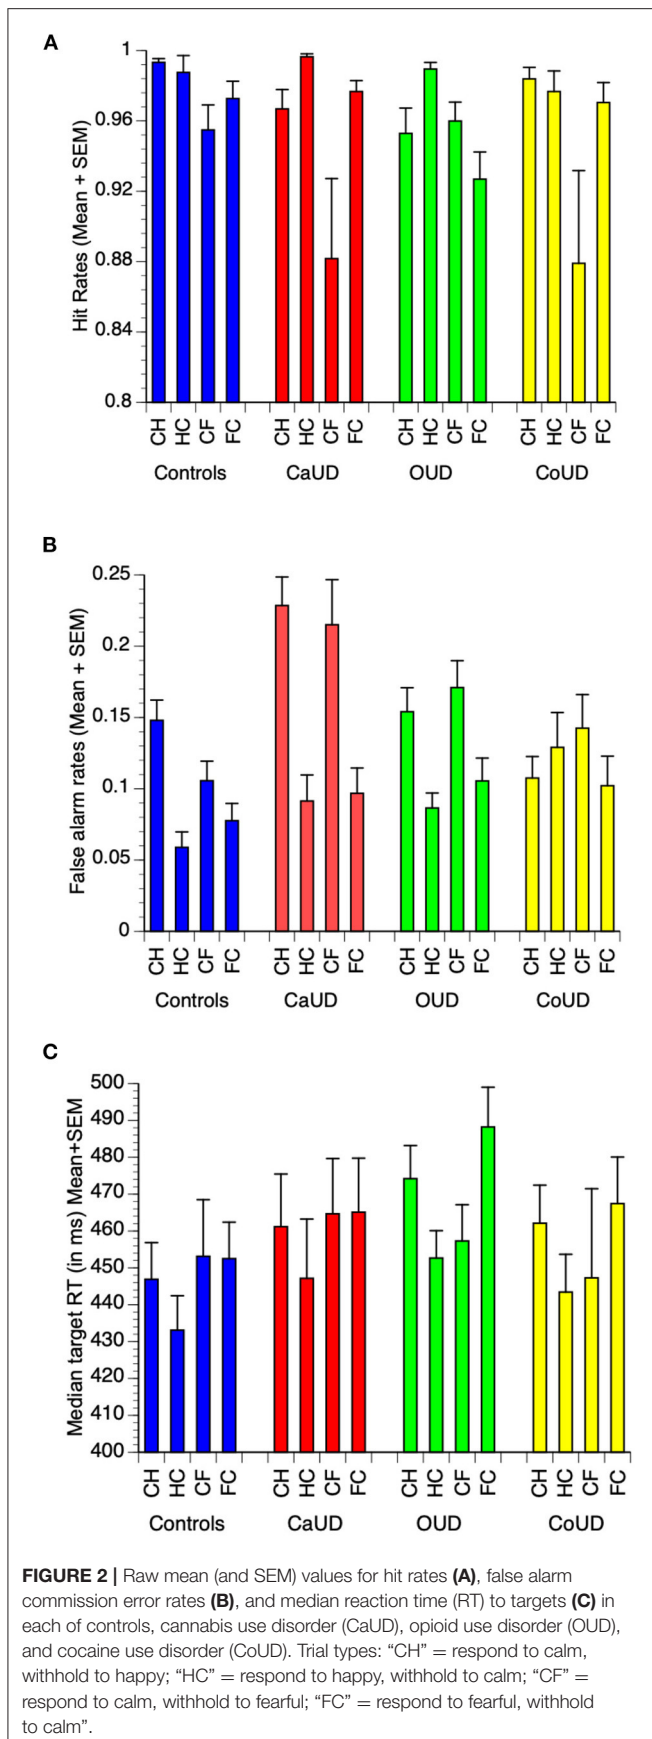 A
Hit Rates (Mean + SEM)
1
0.96
0.92
0.88
0.84
0.8
CH HC CF FC CH HC CF FC CH HC CF FC CH HC CF FC
Controls CaUD OUD CoUD
B
False alarm rates (Mean + SEM)
0.25
0.2
0.15
0.1
0.05
0
CH HC CF FC CH HC CF FC CH HC CF FC CH HC CF FC
Controls CaUD OUD CoUD
C
Median target RT (in ms) Mean+SEM
500
490
480
470
460
450
440
430
420
410
400
CH HC CF FC CH HC CF FC CH HC CF FC CH HC CF FC
Controls CaUD OUD CoUD
FIGURE 2 | Raw mean (and SEM) values for hit rates (A), false alarm
commission error rates (B), and median reaction time (RT) to targets (C) in
each of controls, cannabis use disorder (CaUD), opioid use disorder (OUD),
and cocaine use disorder (CoUD). Trial types: “CH” = respond to calm,
withhold to happy; “HC” = respond to happy, withhold to calm; “CF” =
respond to calm, withhold to fearful; “FC” = respond to fearful, withhold
to calm”.